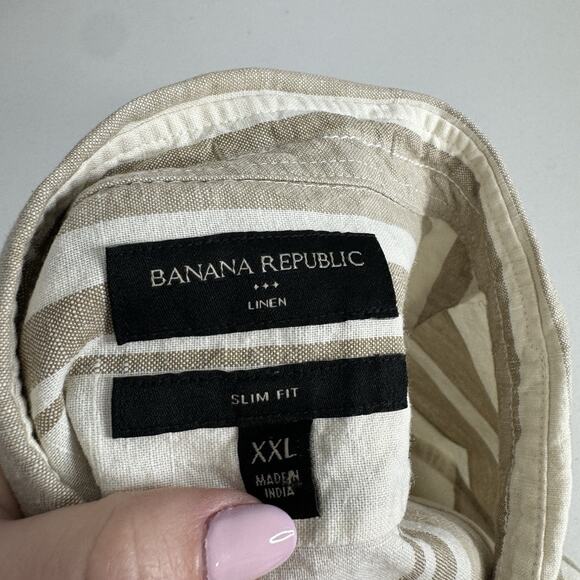 BANANA REPUBLIC
LINEN
SLIM FIT
XXL
MADE IN
INDIA